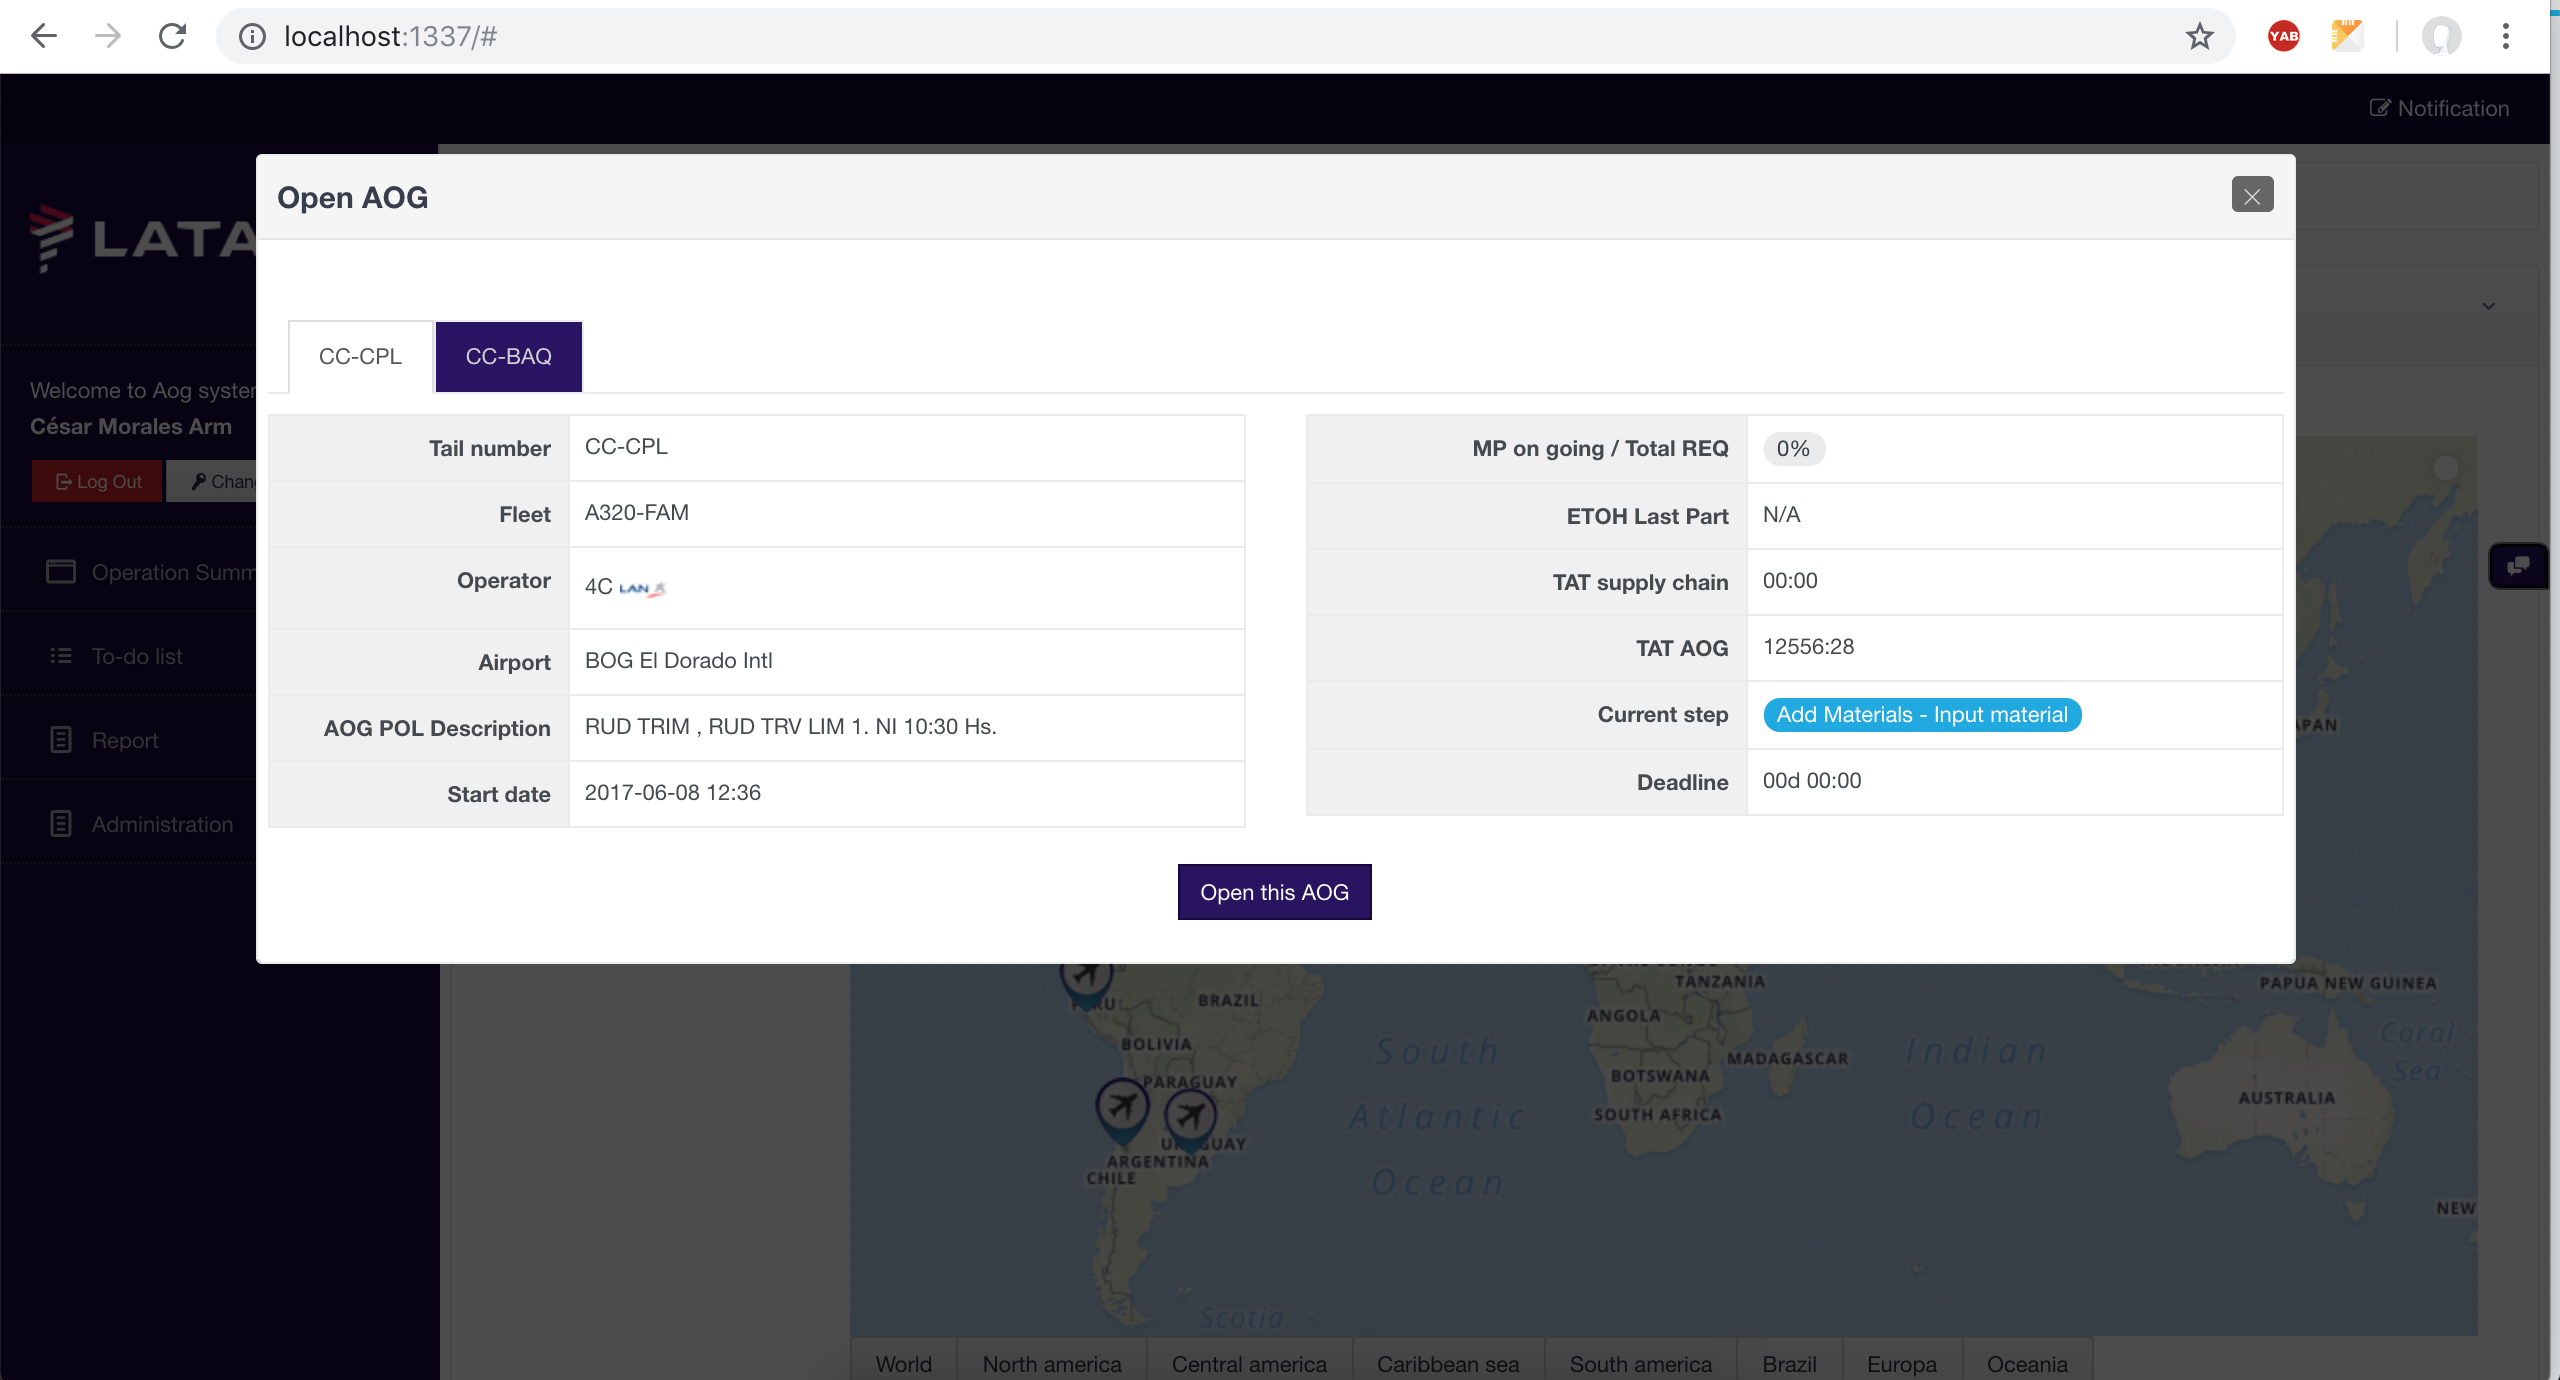 localhost:1337/#
YAB
Notification
Open AOG
LATA
CC-CPL
CC-BAQ
Welcome to Aog system
César Morales Arm
Log Out
Chang
Operation Summ
To-do list
Report
Administration
Tail number CC-CPL
Fleet A320-FAM
Operator 4C LAN
Airport BOG El Dorado Intl
AOG POL Description RUD TRIM , RUD TRV LIM 1. NI 10:30 Hs.
Start date 2017-06-08 12:36
MP on going / Total REQ 0%
ETOH Last Part N/A
TAT supply chain 00:00
TAT AOG 12556:28
Current step Add Materials - Input material
Deadline 00d 00:00
Open this AOG
APAN
BRAZIL
BOLIVIA
PARAGUAY
ARGENTINA
CHILE
South
Atlantic
Ocean
Scotia
TANZANIA
ANGOLA
MADAGASCAR
BOTSWANA
SOUTH AFRICA
Indian
Ocean
PAPUA NEW GUINEA
Coral
Sea
AUSTRALIA
NEW
World
North america
Central america
Caribbean sea
South america
Brazil
Europa
Oceania